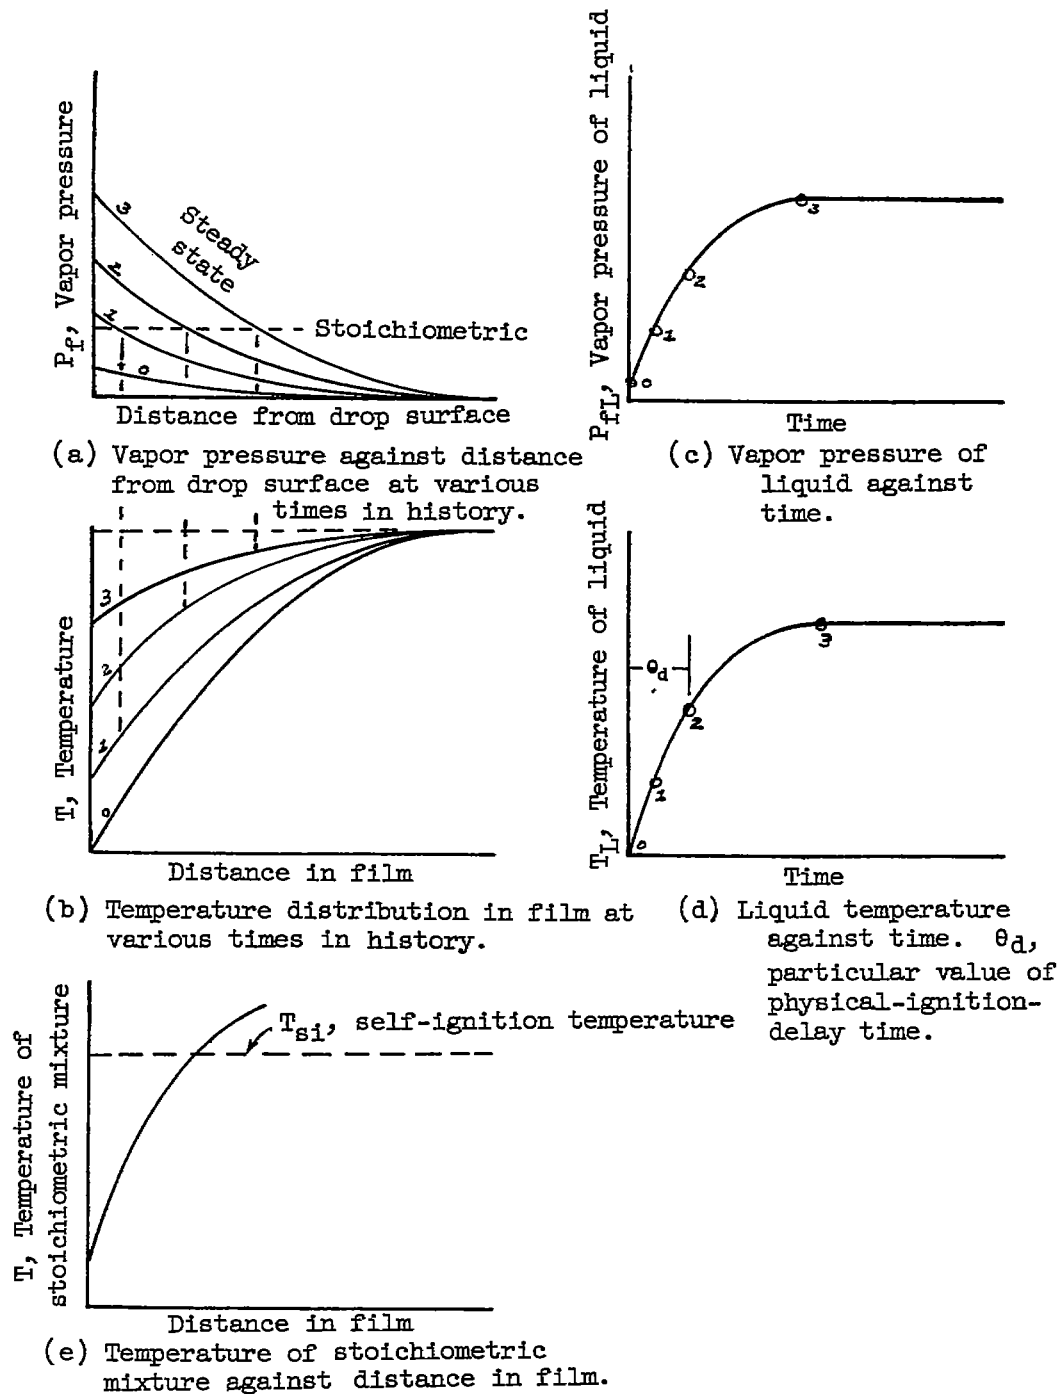 P_f, Vapor pressure
3
2
1
0
Steady
state
Stoichiometric
Distance from drop surface
(a) Vapor pressure against distance
from drop surface at various
times in history.
P_fL, Vapor pressure of liquid
0
1
2
3
Time
(c) Vapor pressure of
liquid against
time.
T, Temperature
3
2
1
0
Distance in film
(b) Temperature distribution in film at
various times in history.
T_L, Temperature of liquid
θ_d
0
1
2
3
Time
(d) Liquid temperature
against time. θ_d,
particular value of
physical-ignition-
delay time.
T, Temperature of
stoichiometric mixture
T_si, self-ignition temperature
Distance in film
(e) Temperature of stoichiometric
mixture against distance in film.